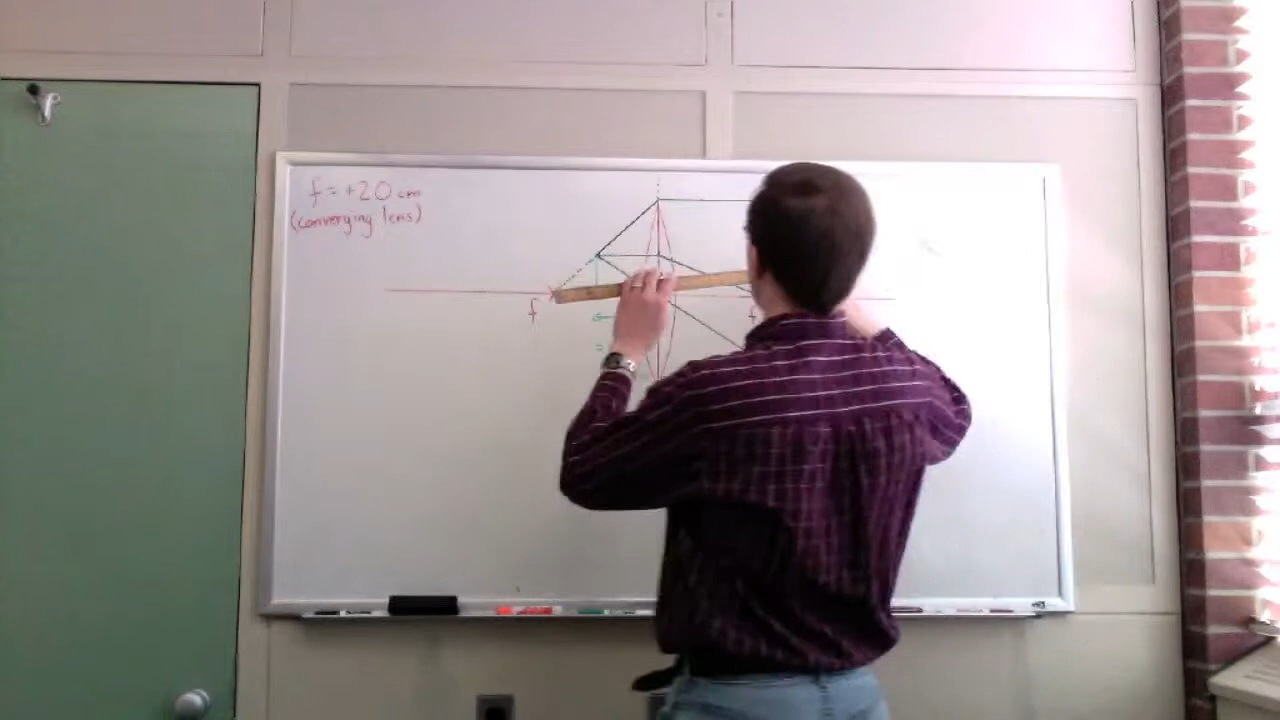 f = +20 cm
(converging lens)
f
f